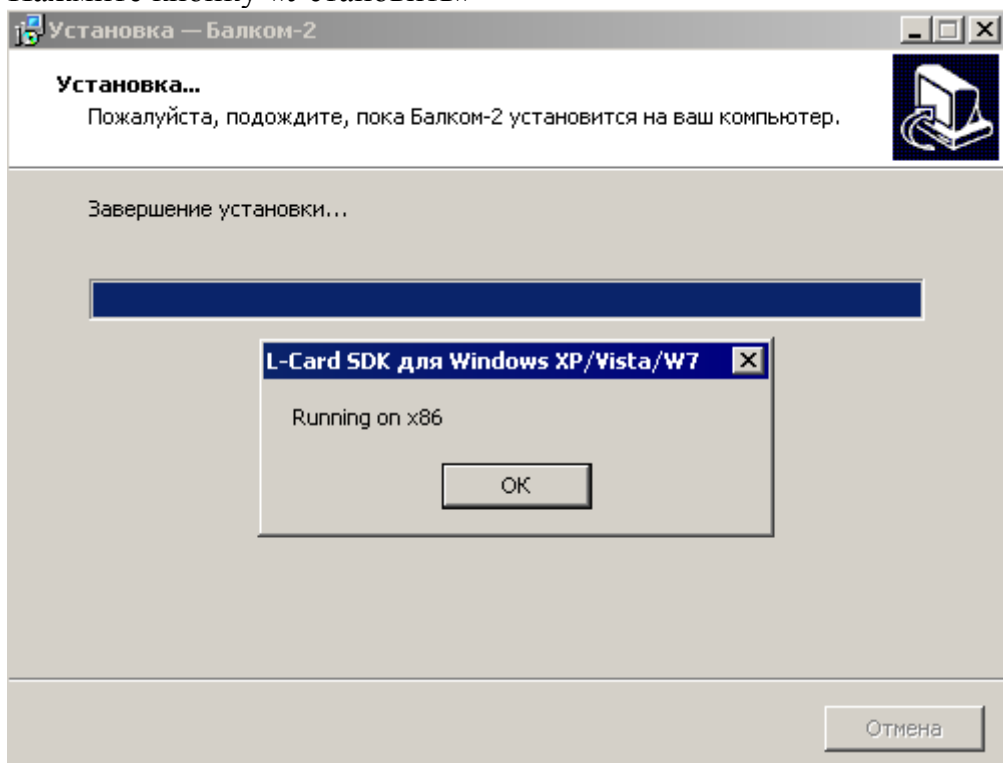 Установка — Балком-2
Установка...
Пожалуйста, подождите, пока Балком-2 установится на ваш компьютер.
Завершение установки...
L-Card SDK для Windows XP/Vista/W7
Running on x86
OK
Отмена